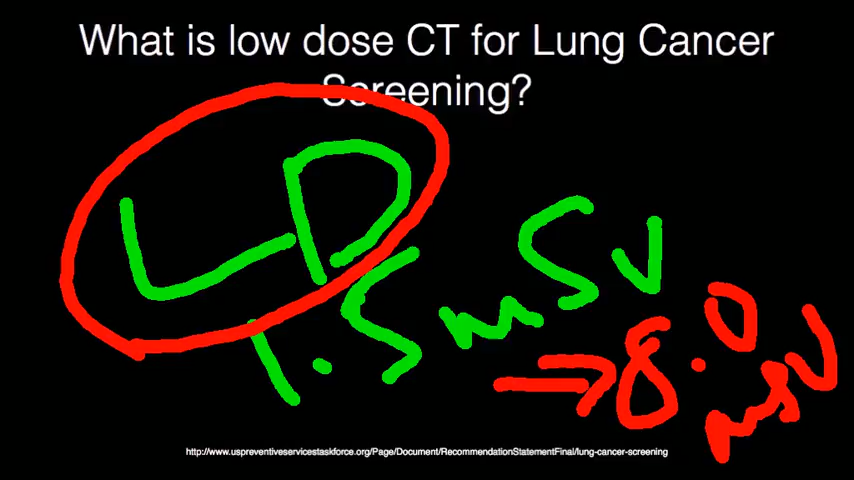 What is low dose CT for Lung Cancer
Screening?
LD
1.5 mSv
→ 8.0
mSv
http://www.uspreventiveservicestaskforce.org/Page/Document/RecommendationStatementFinal/lung-cancer-screening